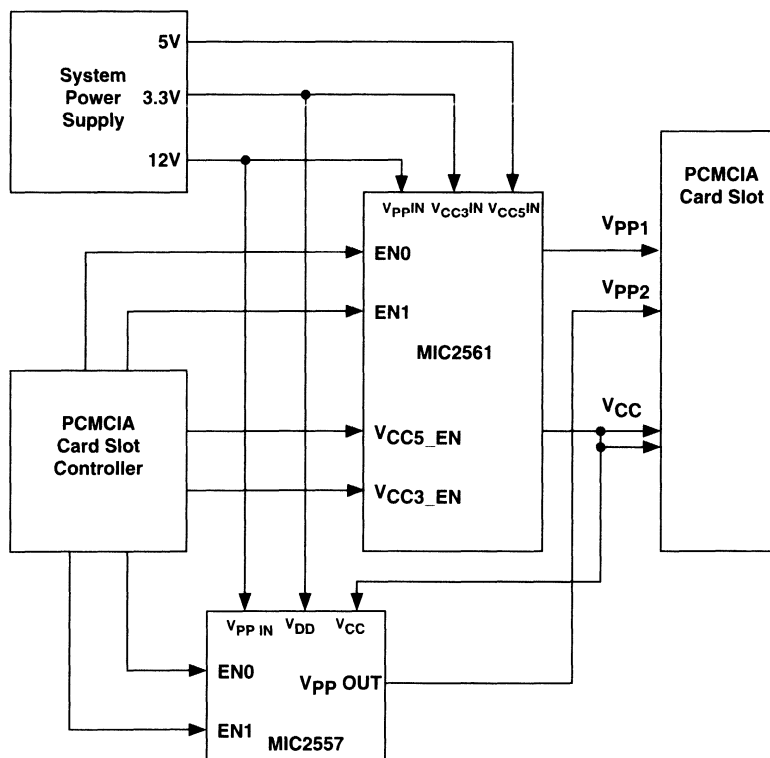 System
Power
Supply
5V
3.3V
12V
PCMCIA
Card Slot
VPPIN VCC3IN VCC5IN
EN0
EN1
MIC2561
VCC5_EN
VCC3_EN
VPP1
VPP2
VCC
PCMCIA
Card Slot
Controller
VPP IN VDD VCC
EN0
VPP OUT
EN1
MIC2557